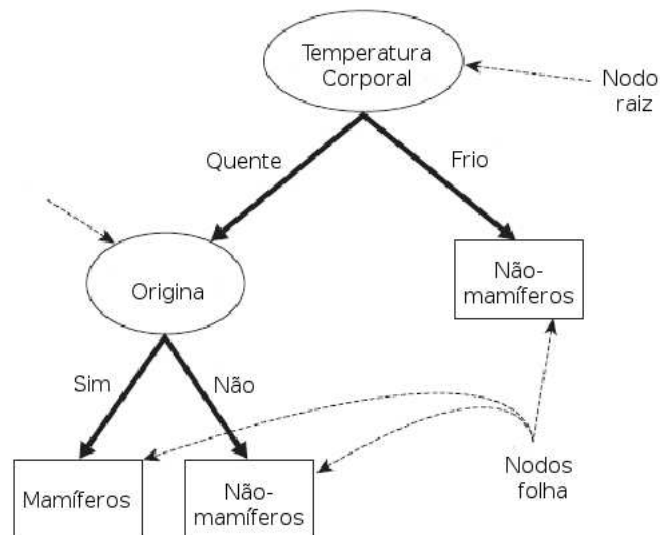 Temperatura
Corporal
Nodo
raiz
Quente
Frio
Origina
Não-
mamíferos
Sim
Não
Mamíferos
Não-
mamíferos
Nodos
folha